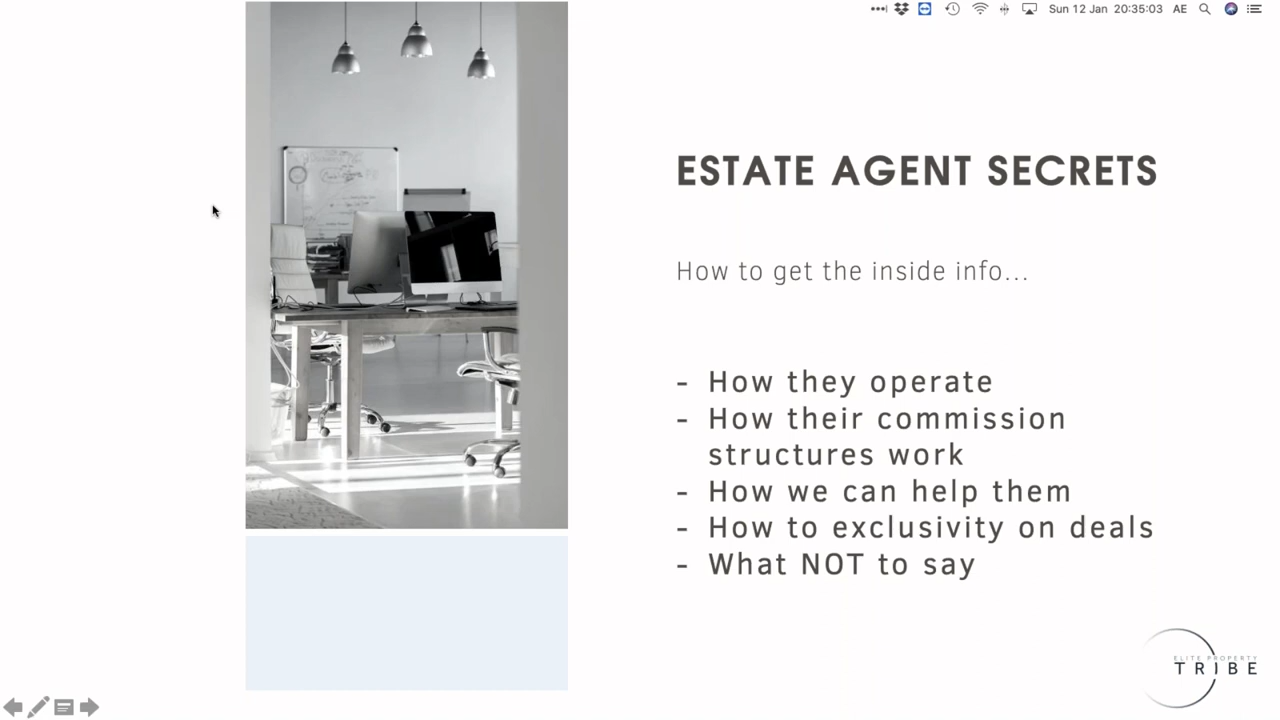 Sun 12 Jan 20:35:03 AE
ESTATE AGENT SECRETS
How to get the inside info...
- How they operate
- How their commission
structures work
- How we can help them
- How to exclusivity on deals
- What NOT to say
ELITE PROPERTY
TRIBE